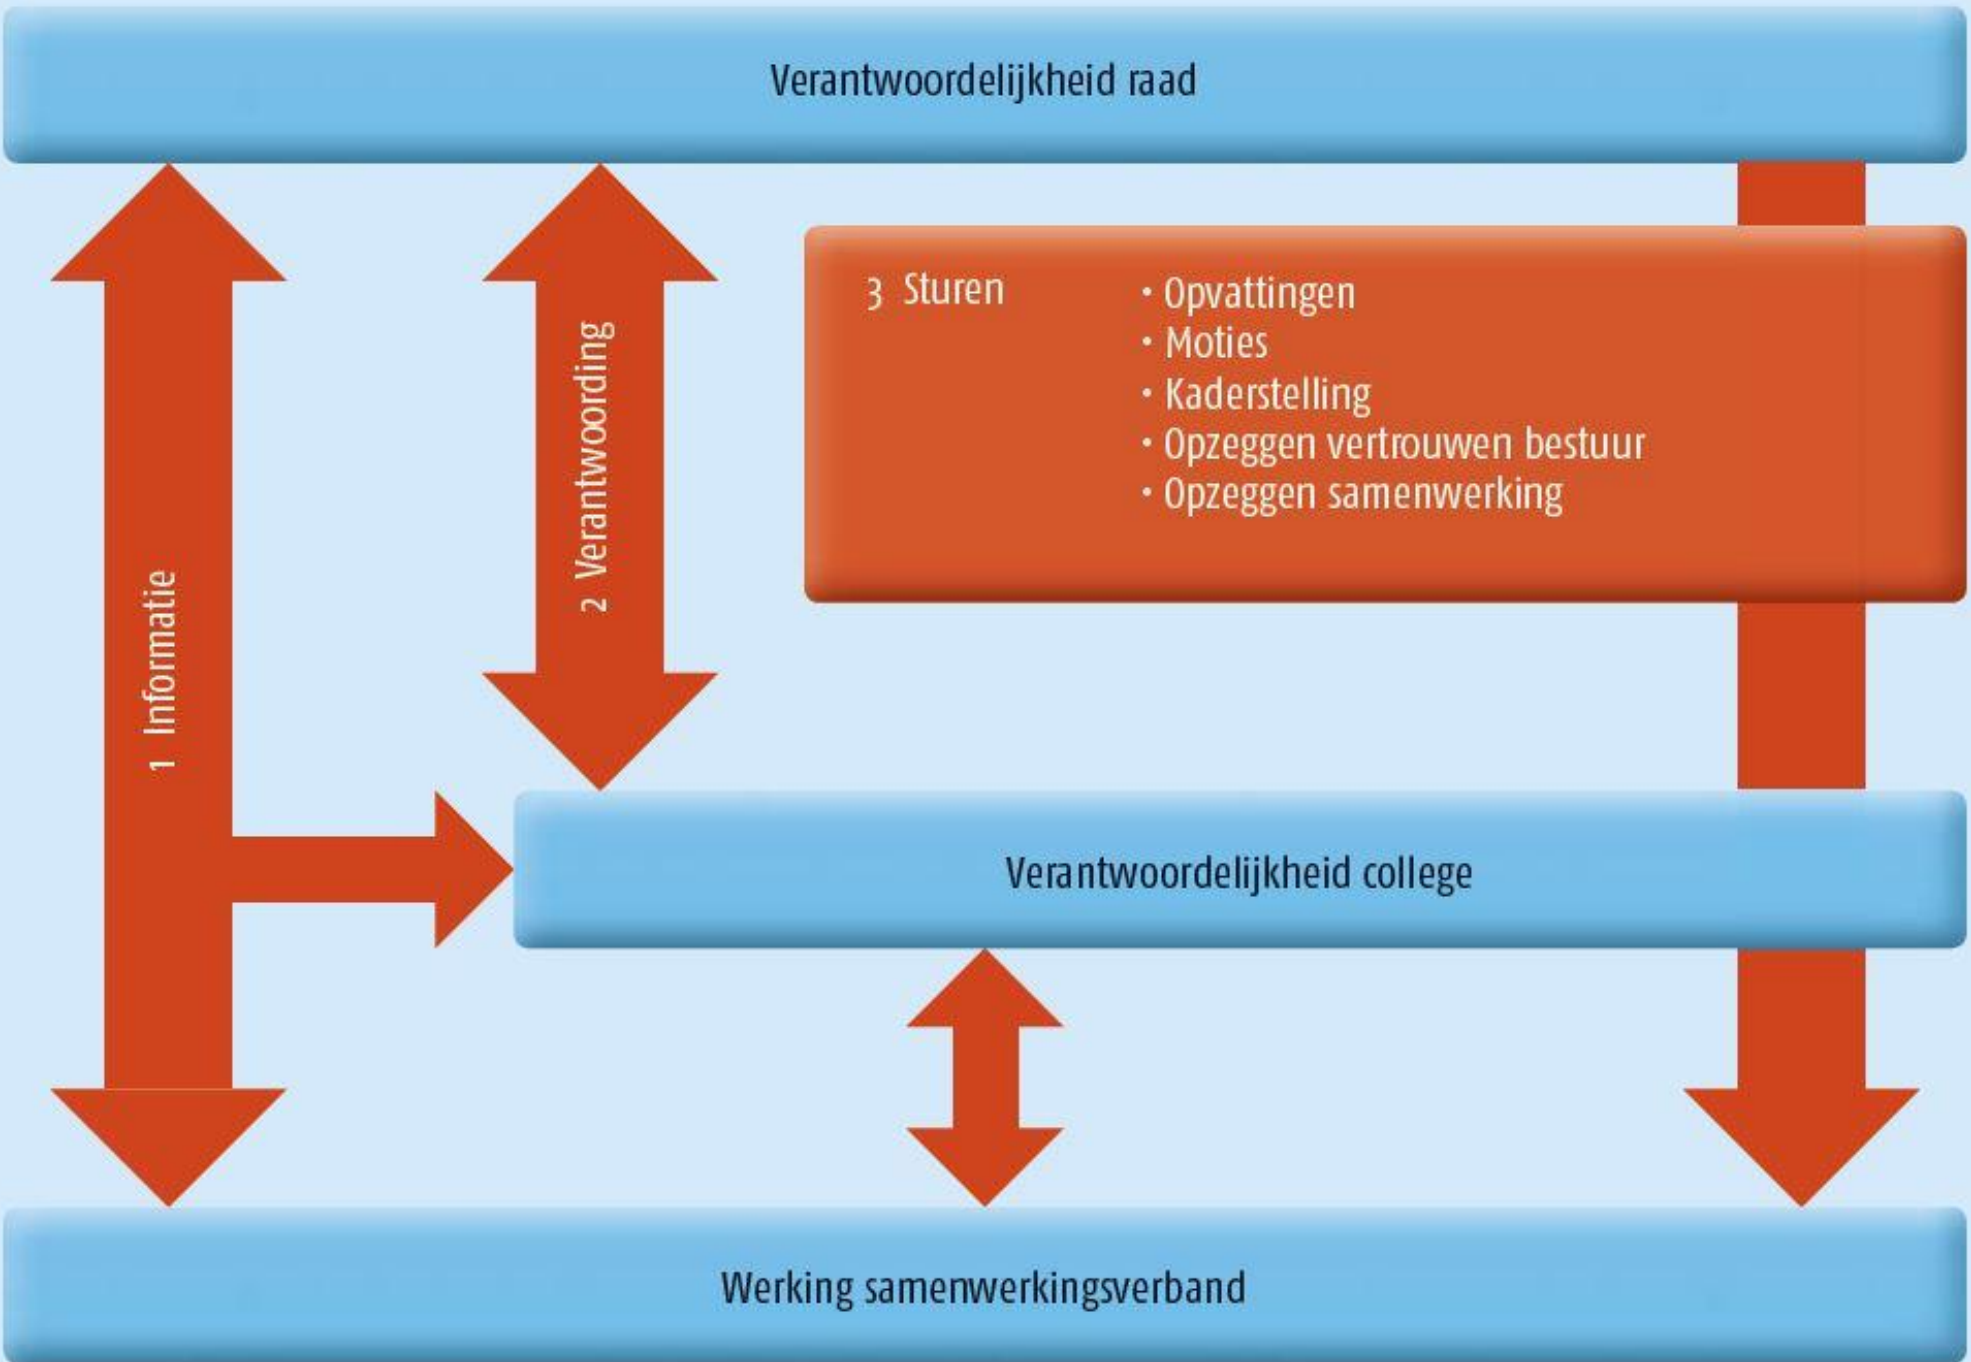 Verantwoordelijkheid raad
1 Informatie
2 Verantwoording
3 Sturen
• Opvattingen
• Moties
• Kaderstelling
• Opzeggen vertrouwen bestuur
• Opzeggen samenwerking
Verantwoordelijkheid college
Werking samenwerkingsverband